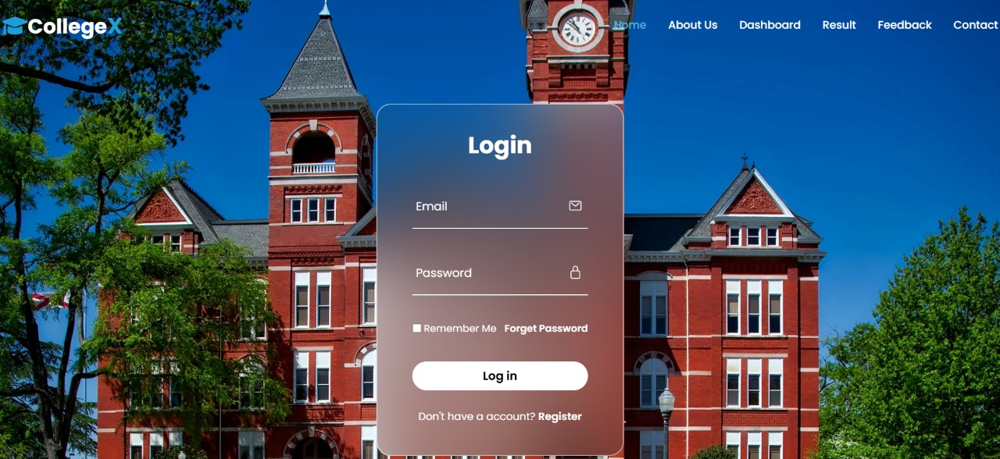 CollegeX
Home About Us Dashboard Result Feedback Contact
Login
Email
Password
Remember Me Forget Password
Log in
Don't have a account? Register